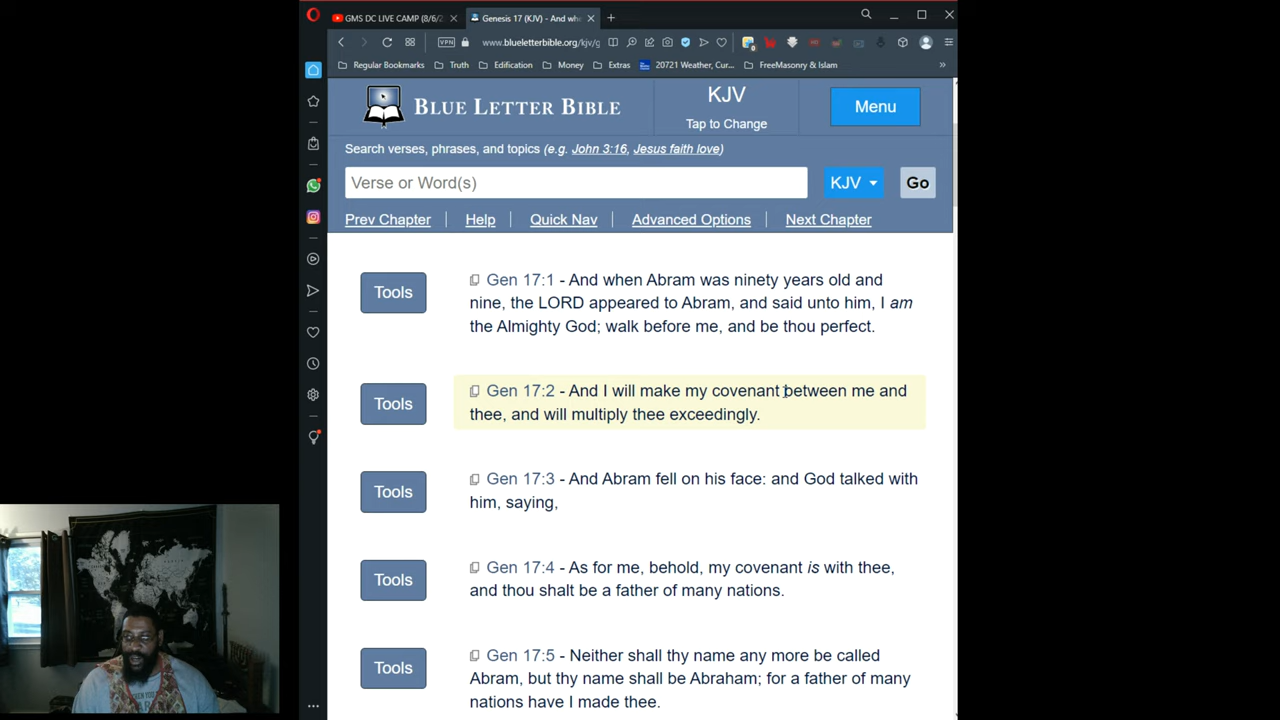 GMS DC LIVE CAMP (8/6/2
Genesis 17 (KJV) - And whe
VPN
www.blueletterbible.org/kjv/g
Regular Bookmarks
Truth
Edification
Money
Extras
20721 Weather, Cur...
FreeMasonry & Islam
BLUE LETTER BIBLE
KJV
Tap to Change
Menu
Search verses, phrases, and topics (e.g. John 3:16, Jesus faith love)
Verse or Word(s)
KJV
Go
Prev Chapter
Help
Quick Nav
Advanced Options
Next Chapter
Tools
Gen 17:1 - And when Abram was ninety years old and
nine, the LORD appeared to Abram, and said unto him, I am
the Almighty God; walk before me, and be thou perfect.
Tools
Gen 17:2 - And I will make my covenant between me and
thee, and will multiply thee exceedingly.
Tools
Gen 17:3 - And Abram fell on his face: and God talked with
him, saying,
Tools
Gen 17:4 - As for me, behold, my covenant is with thee,
and thou shalt be a father of many nations.
Tools
Gen 17:5 - Neither shall thy name any more be called
Abram, but thy name shall be Abraham; for a father of many
nations have I made thee.